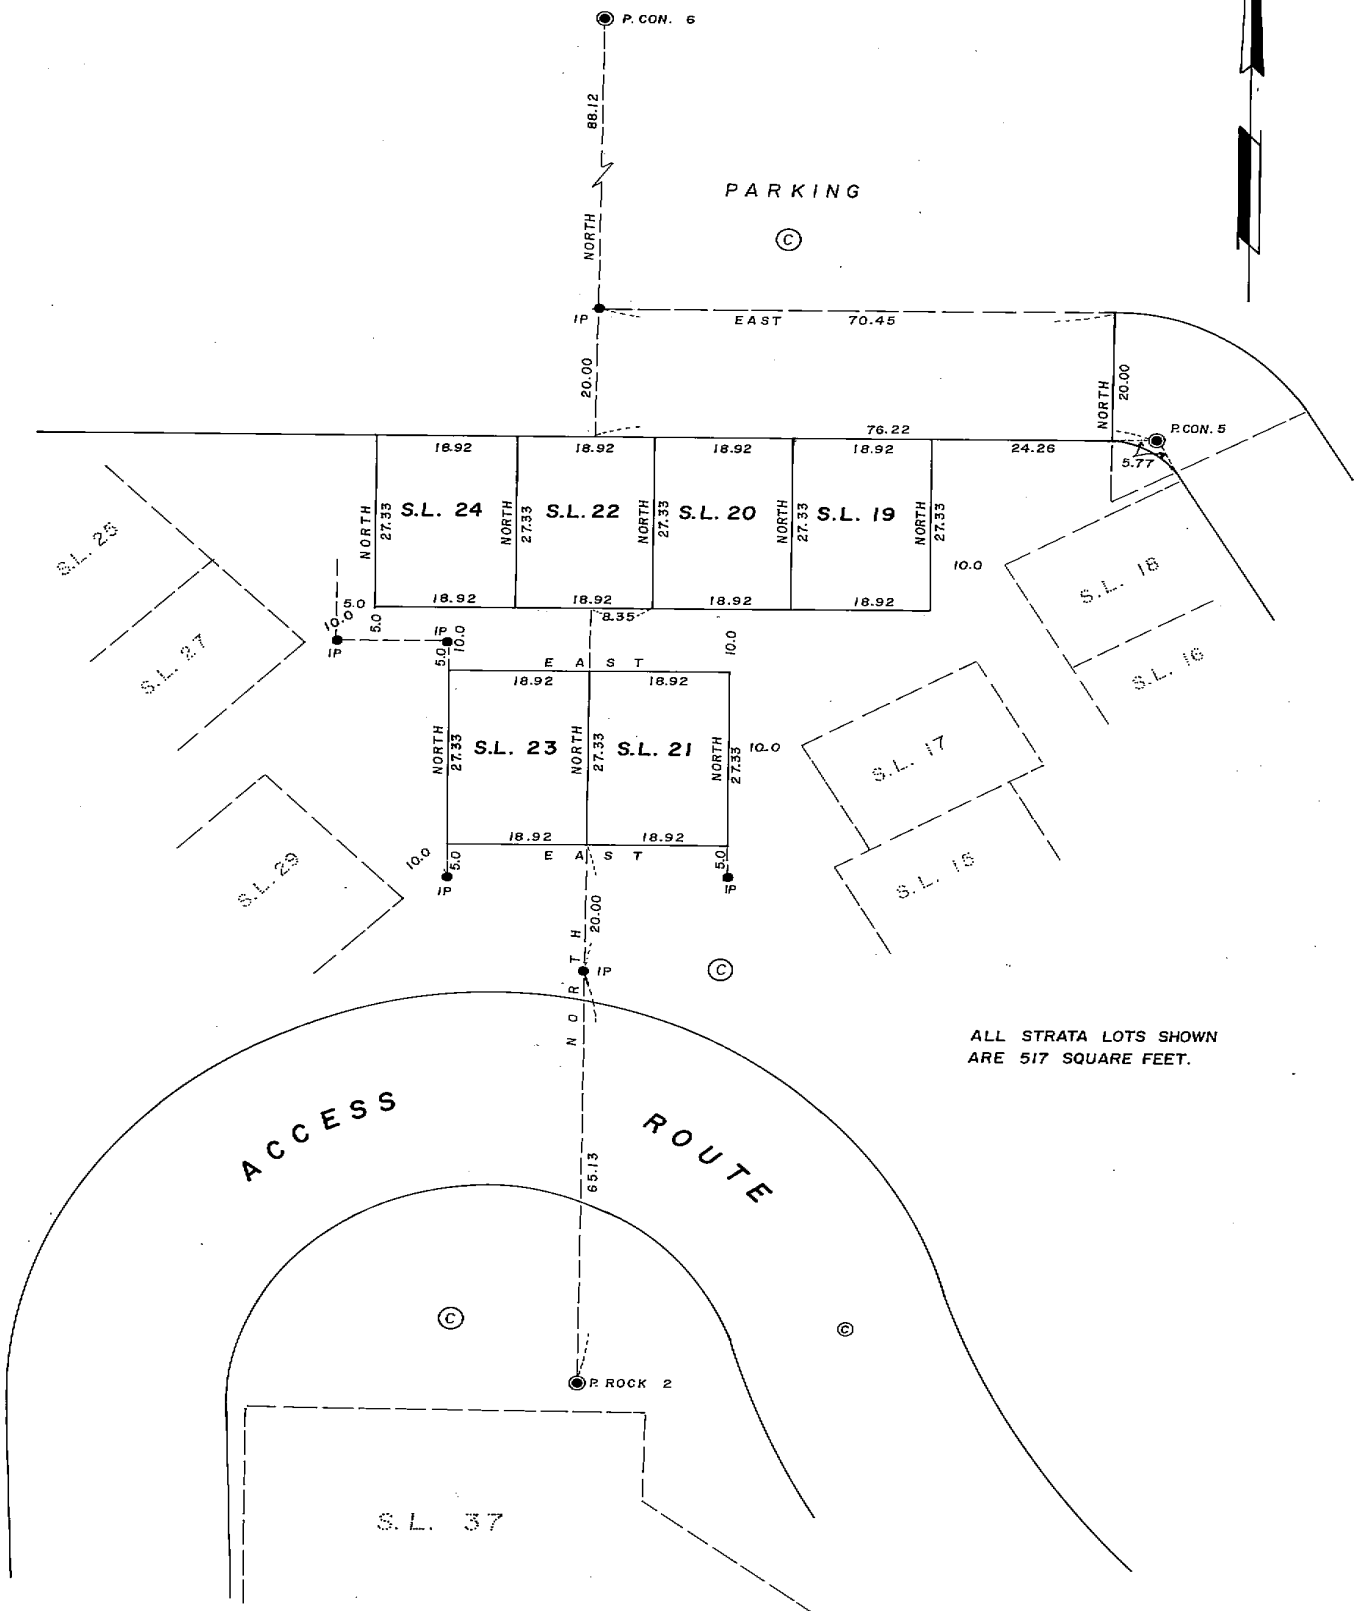 P. CON. 6
88.12
NORTH
PARKING
C
IP
EAST 70.45
20.00
NORTH
20.00
76.22
P.CON. 5
5.77
18.92
18.92
18.92
18.92
24.26
S.L. 24
S.L. 22
S.L. 20
S.L. 19
NORTH
27.33
NORTH
27.33
NORTH
27.33
NORTH
27.33
10.0
S.L. 18
S.L. 16
S.L. 27
18.92
18.92
18.92
18.92
8.35
5.0
5.0
10.0
IP
IP
10.0
5.0
10.0
EAST
18.92
18.92
NORTH
27.33
S.L. 23
NORTH
27.33
S.L. 21
NORTH
27.33
10.0
S.L. 17
S.L. 15
S.L. 29
18.92
18.92
EAST
10.0
5.0
IP
5.0
IP
20.00
NORTH
IP
C
ALL STRATA LOTS SHOWN
ARE 517 SQUARE FEET.
ACCESS ROUTE
65.13
C
C
P. ROCK 2
S.L. 37